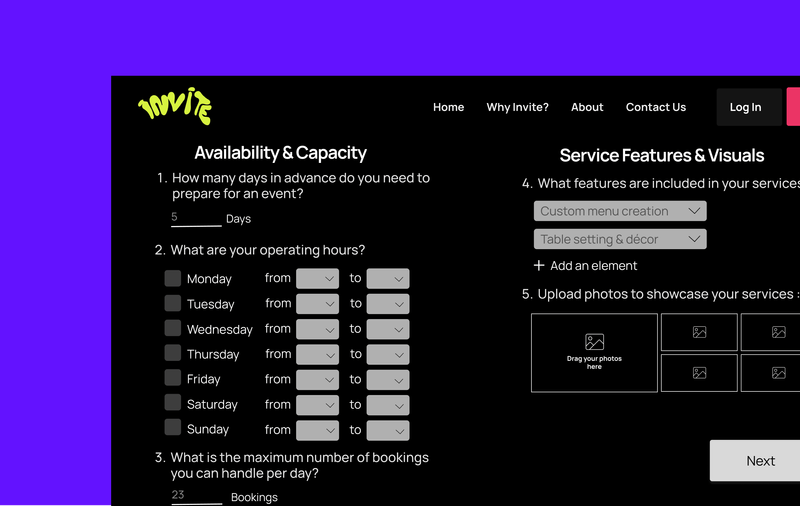 INVITE
Home Why Invite? About Contact Us Log In
Availability & Capacity
1. How many days in advance do you need to
prepare for an event?
5 Days
2. What are your operating hours?
Monday from to
Tuesday from to
Wednesday from to
Thursday from to
Friday from to
Saturday from to
Sunday from to
3. What is the maximum number of bookings
you can handle per day?
23 Bookings
Service Features & Visuals
4. What features are included in your services
Custom menu creation
Table setting & décor
+ Add an element
5. Upload photos to showcase your services :
Drag your photos
here
Next